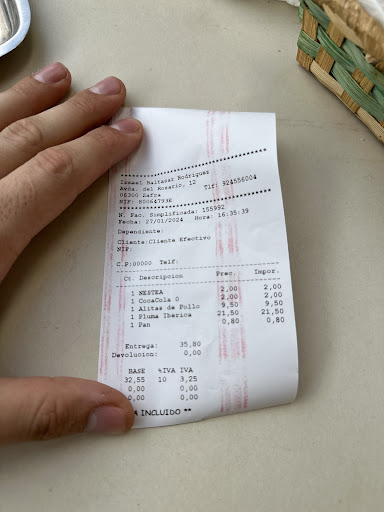 ********************************
Ismael Baltasar Rodriguez
Avda. del Rosario, 12 Tlf: 924556004
06300 Zafra
NIF: 80064793E
********************************
N. Fac. Simplificada: 155992
Fecha: 27/01/2024 Hora: 16:35:39
Dependiente:
Cliente:Cliente Efectivo
NIF:
C.P:00000 Telf:
Ct. Descripcion Prec. Impor.
1 NESTEA 2,00 2,00
1 CocaCola 0 2,00 2,00
1 Alitas de Pollo 9,50 9,50
1 Pluma Iberica 21,50 21,50
1 Pan 0,80 0,80
Entrega: 35,80
Devolucion: 0,00
BASE %IVA IVA
32,55 10 3,25
0,00 0,00
0,00 0,00
A INCLUIDO **